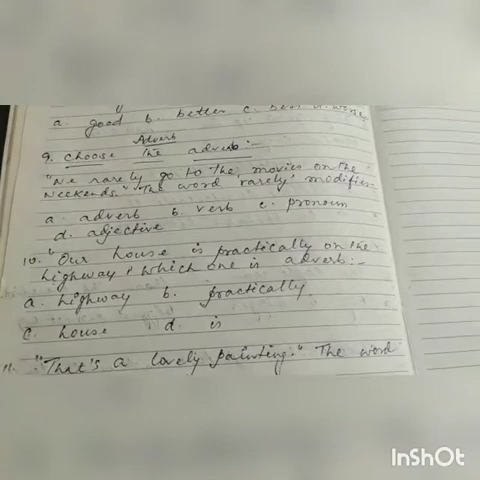 a. good b. better c. best d.
Adverb
9. choose the adverb:-
"We rarely go to the movies on the
weekends." The word 'rarely' modifies-
a. adverb b. verb c. pronoun
d. adjective
10. "Our house is practically on the
highway", which one is adverb:-
a. highway b. practically
c. house d. is
11. "That's a lovely painting." The word
InShOt